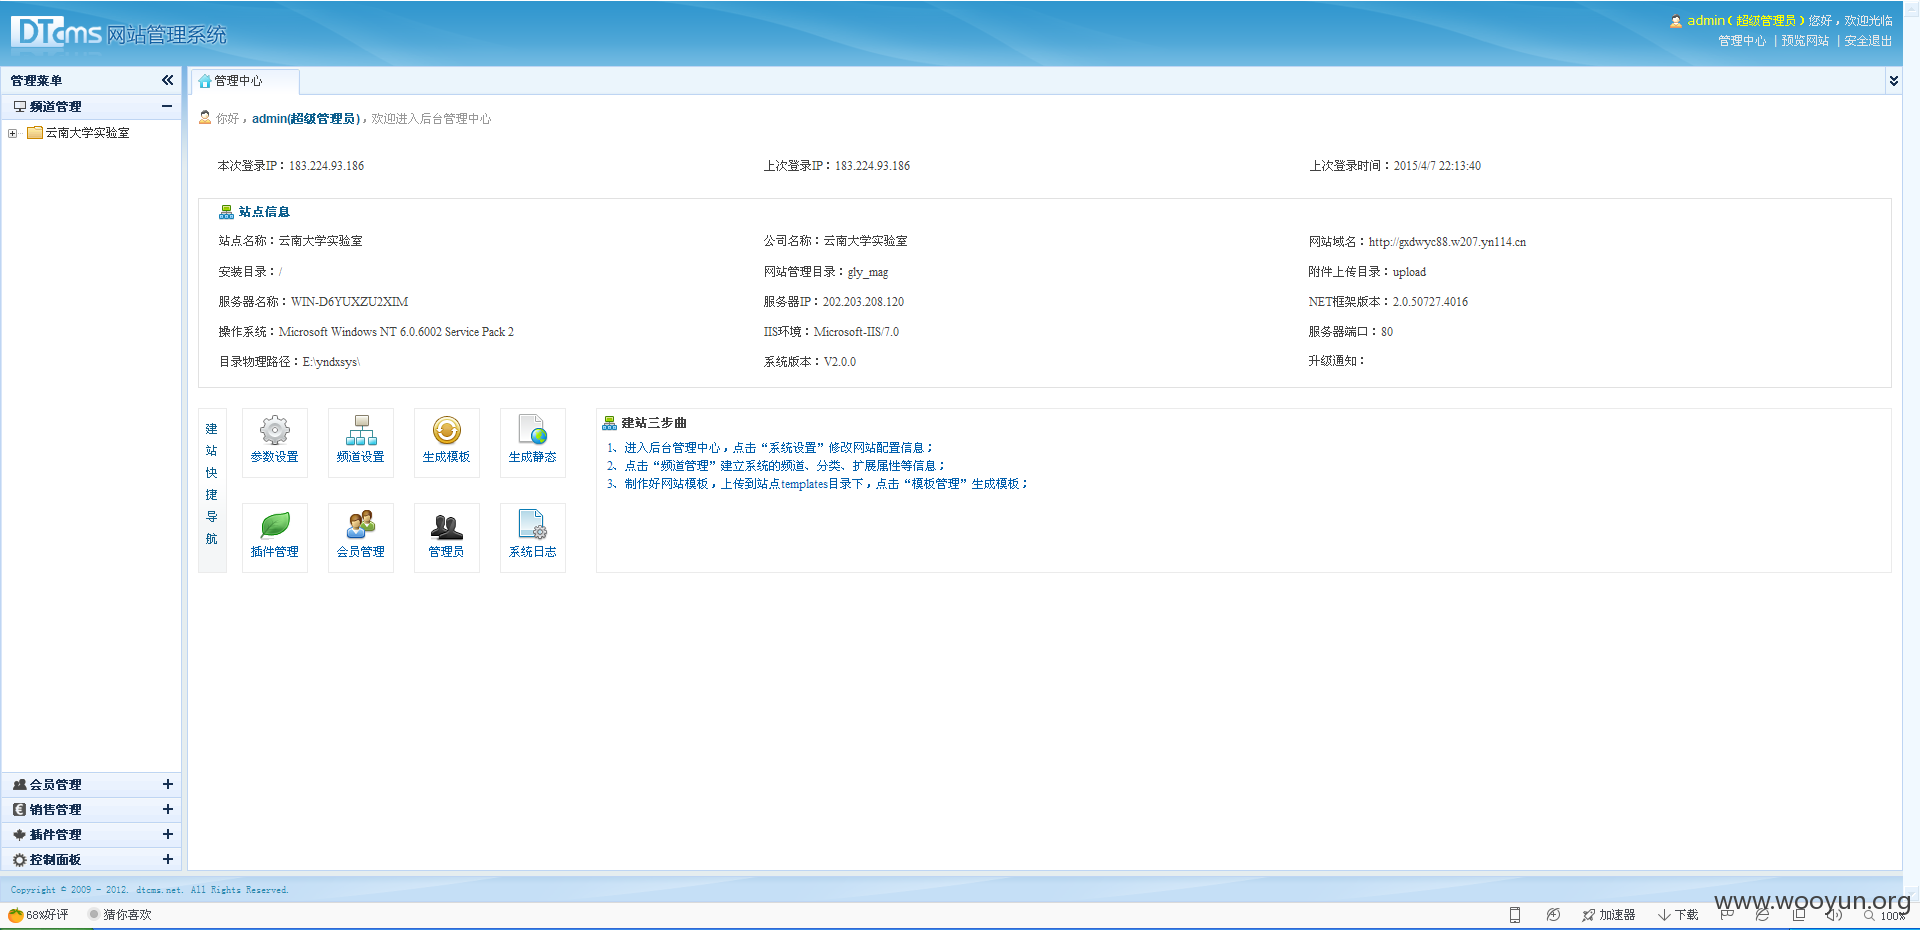 DTcms 网站管理系统
admin ( 超级管理员 ) 您好，欢迎光临
管理中心 | 预览网站 | 安全退出
管理菜单
频道管理
云南大学实验室
管理中心
你好，admin(超级管理员)，欢迎进入后台管理中心
本次登录IP：183.224.93.186
上次登录IP：183.224.93.186
上次登录时间：2015/4/7 22:13:40
站点信息
站点名称：云南大学实验室
公司名称：云南大学实验室
网站域名：http://gxdwyc88.w207.yn114.cn
安装目录：/
网站管理目录：gly_mag
附件上传目录：upload
服务器名称：WIN-D6YUXZU2XIM
服务器IP：202.203.208.120
NET框架版本：2.0.50727.4016
操作系统：Microsoft Windows NT 6.0.6002 Service Pack 2
IIS环境：Microsoft-IIS/7.0
服务器端口：80
目录物理路径：E:\yndxsys\
系统版本：V2.0.0
升级通知：
建站快捷导航
参数设置
频道设置
生成模板
生成静态
插件管理
会员管理
管理员
系统日志
建站三步曲
1、进入后台管理中心，点击“系统设置”修改网站配置信息；
2、点击“频道管理”建立系统的频道、分类、扩展属性等信息；
3、制作好网站模板，上传到站点templates目录下，点击“模板管理”生成模板；
会员管理
销售管理
插件管理
控制面板
Copyright © 2009 - 2012. dtcms.net. All Rights Reserved.
68%好评
猜你喜欢
加速器
下载
100%
www.wooyun.org